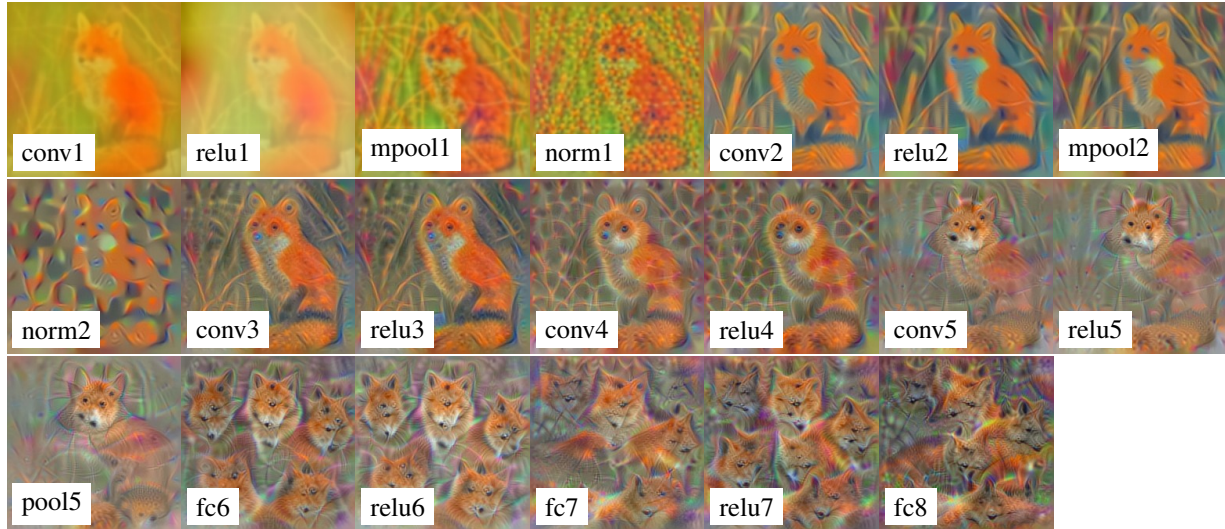 conv1 relu1 mpool1 norm1 conv2 relu2 mpool2
norm2 conv3 relu3 conv4 relu4 conv5 relu5
pool5 fc6 relu6 fc7 relu7 fc8